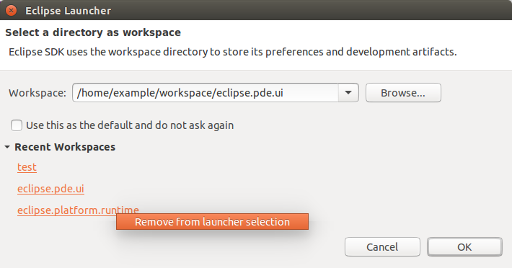 Eclipse Launcher
Select a directory as workspace
Eclipse SDK uses the workspace directory to store its preferences and development artifacts.
Workspace: /home/example/workspace/eclipse.pde.ui Browse...
Use this as the default and do not ask again
Recent Workspaces
test
eclipse.pde.ui
eclipse.platform.runtime
Remove from launcher selection
Cancel OK